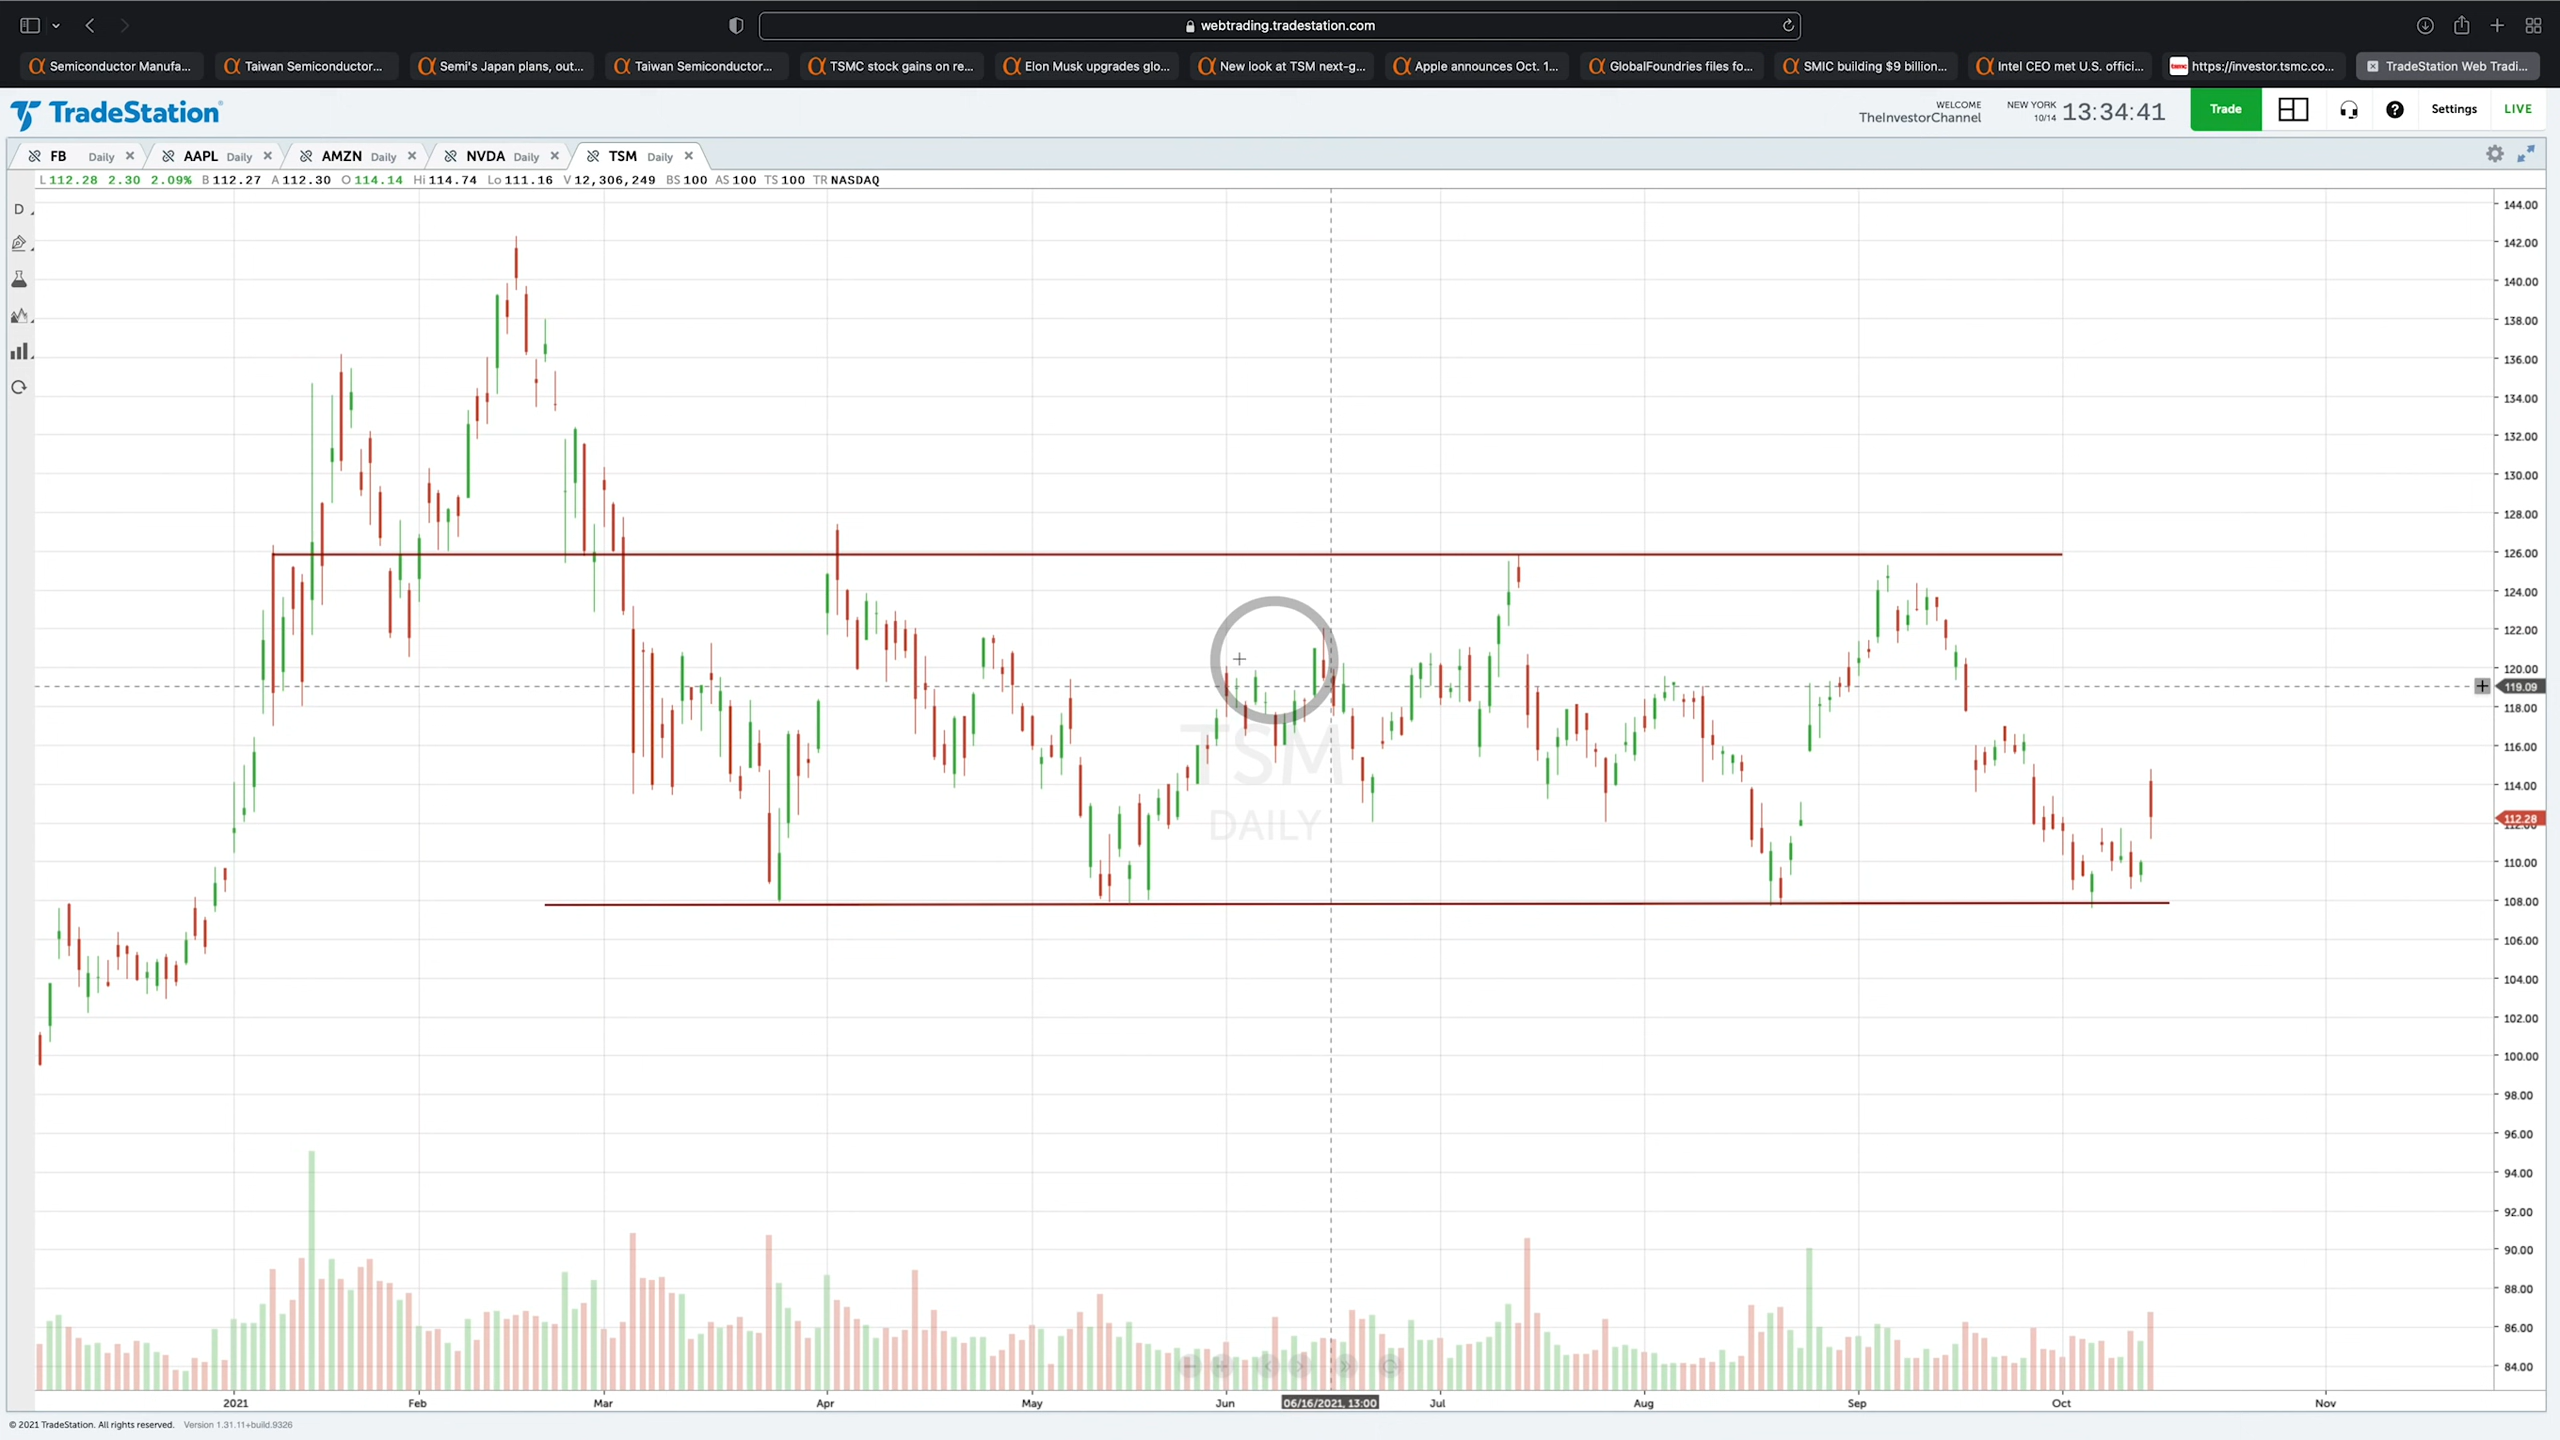 webtrading.tradestation.com
Semiconductor Manufa...
Taiwan Semiconductor...
Semi's Japan plans, out...
Taiwan Semiconductor...
TSMC stock gains on re...
Elon Musk upgrades glo...
New look at TSM next-g...
Apple announces Oct. 1...
GlobalFoundries files fo...
SMIC building $9 billion...
Intel CEO met U.S. offici...
tsmc https://investor.tsmc.co...
TradeStation Web Tradi...
TradeStation
WELCOME
TheInvestorChannel
NEW YORK
10/14
13:34:41
Trade
Settings
LIVE
FB Daily
AAPL Daily
AMZN Daily
NVDA Daily
TSM Daily
L 112.28 2.30 2.09% B 112.27 A 112.30 O 114.14 Hi 114.74 Lo 111.16 V 12,306,249 BS 100 AS 100 TS 100 TR NASDAQ
D
144.00
142.00
140.00
138.00
136.00
134.00
132.00
130.00
128.00
126.00
124.00
122.00
120.00
119.09
118.00
116.00
114.00
112.28
112.00
110.00
108.00
106.00
104.00
102.00
100.00
98.00
96.00
94.00
92.00
90.00
88.00
86.00
84.00
TSM
DAILY
2021
Feb
Mar
Apr
May
Jun
06/16/2021, 13:00
Jul
Aug
Sep
Oct
Nov
© 2021 TradeStation. All rights reserved. Version 1.31.11+build.9326